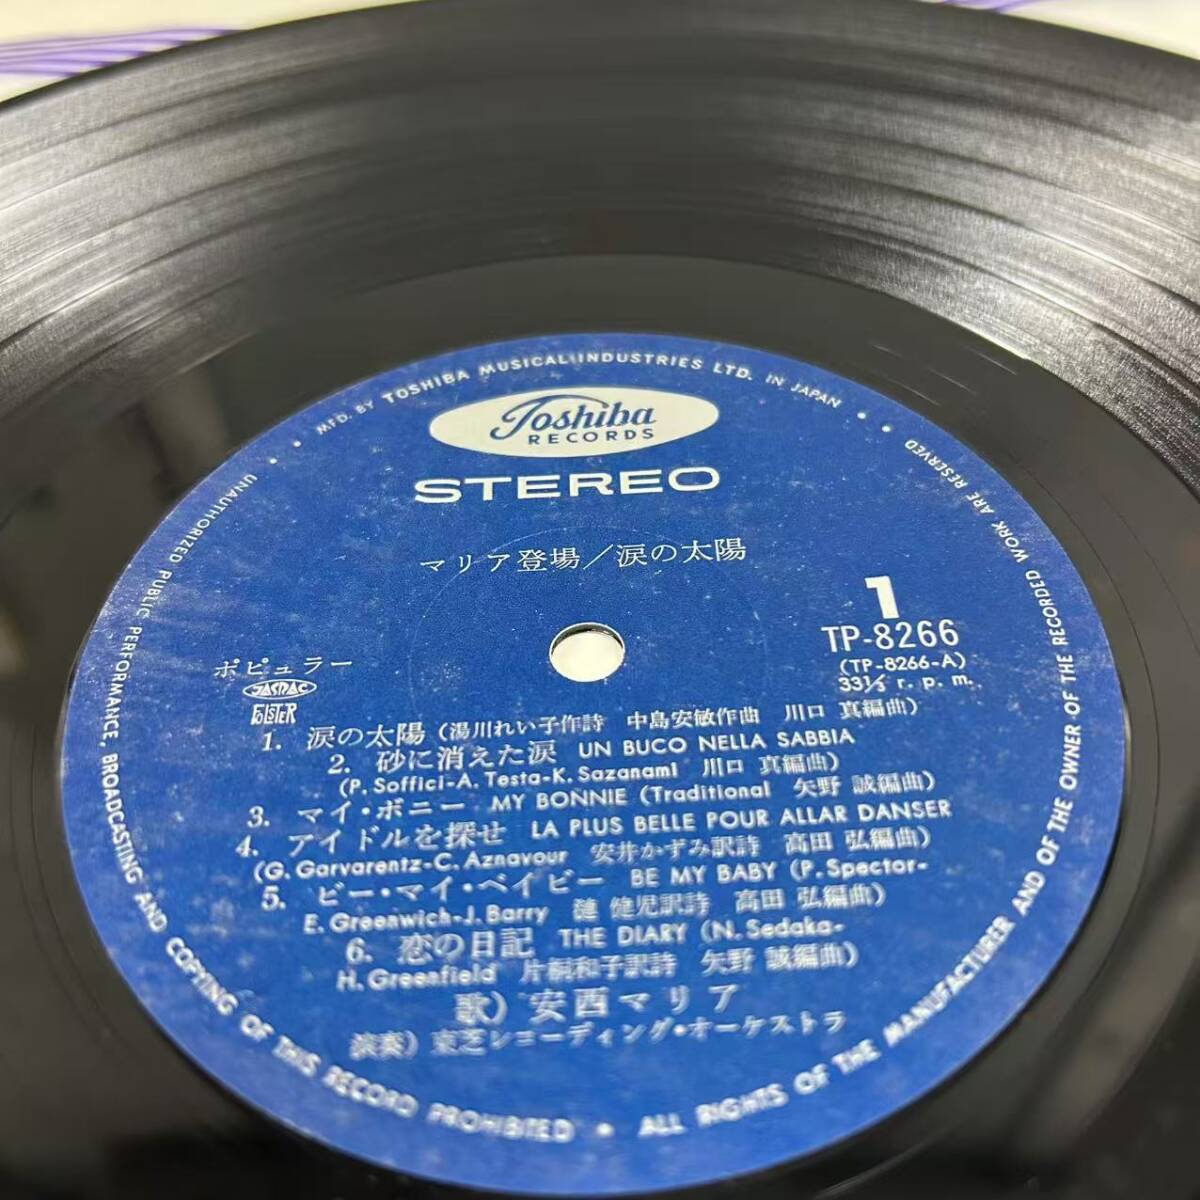 MFD. BY TOSHIBA MUSICAL INDUSTRIES LTD. IN JAPAN
Toshiba
RECORDS
STEREO
マリア登場/涙の太陽
1
TP-8266
(TP-8266-A)
33⅓ r. p. m.
ポピュラー
JASRAC
FOLSTER
1. 涙の太陽 (湯川れい子作詩 中島安敏作曲 川口 真編曲)
2. 砂に消えた涙 UN BUCO NELLA SABBIA
(P. Soffici-A. Testa-K. Sazanami 川口 真編曲)
3. マイ・ボニー MY BONNIE (Traditional 矢野 誠編曲)
4. アイドルを探せ LA PLUS BELLE POUR ALLAR DANSER
(G. Garvarentz-C. Aznavour 安井かずみ訳詩 高田 弘編曲)
5. ビー・マイ・ベイビー BE MY BABY (P. Spector-
E. Greenwich-J. Barry 漣 健児訳詩 高田 弘編曲)
6. 恋の日記 THE DIARY (N. Sedaka-
H. Greenfield 片桐和子訳詩 矢野 誠編曲)
歌) 安西マリア
演奏) 東芝レコーディング・オーケストラ
UNAUTHORIZED PUBLIC PERFORMANCE, BROADCASTING AND COPYING OF THIS RECORD PROHIBITED • ALL RIGHTS OF THE MANUFACTURER AND OF THE OWNER OF THE RECORDED WORK ARE RESERVED